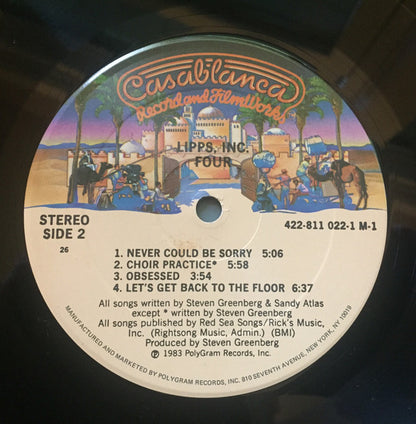 Casablanca
Record and FilmWorks
LIPPS, INC.
FOUR
STEREO
SIDE 2
422-811 022-1 M-1
26
1. NEVER COULD BE SORRY 5:06
2. CHOIR PRACTICE* 5:58
3. OBSESSED 3:54
4. LET'S GET BACK TO THE FLOOR 6:37
All songs written by Steven Greenberg & Sandy Atlas
except * written by Steven Greenberg
All songs published by Red Sea Songs/Rick's Music,
Inc. (Rightsong Music, Admin.) (BMI)
Produced by Steven Greenberg
℗ 1983 PolyGram Records, Inc.
MANUFACTURED AND MARKETED BY POLYGRAM RECORDS, INC. 810 SEVENTH AVENUE, NEW YORK, NY 10019